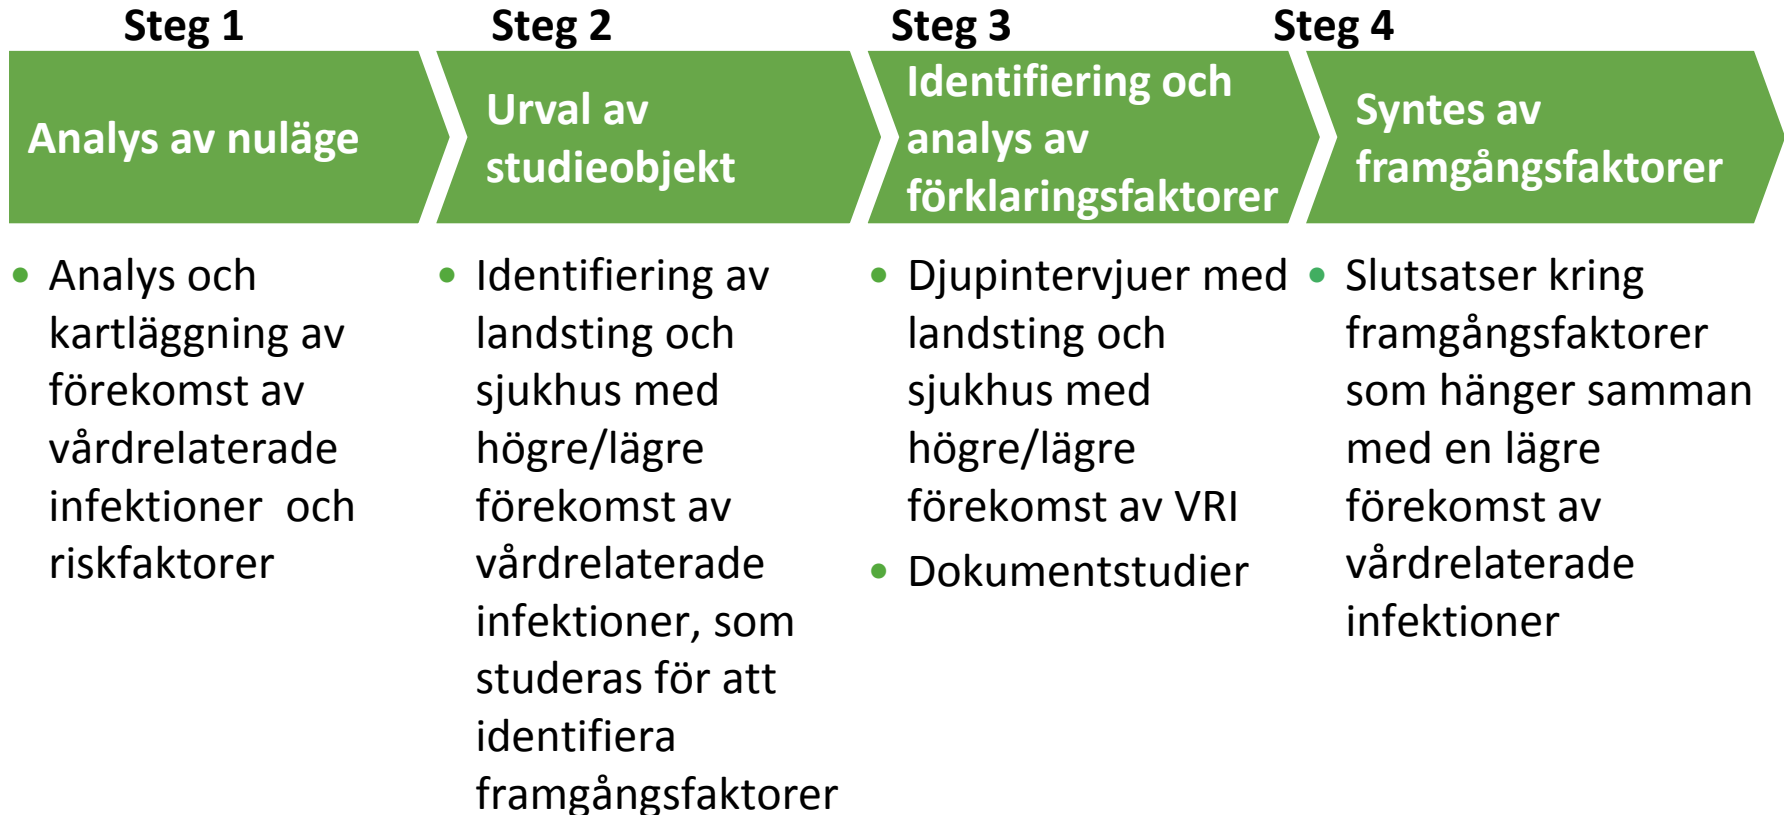 Steg 1
Steg 2
Steg 3
Steg 4
Analys av nuläge
Urval av
studieobjekt
Identifiering och
analys av
förklaringsfaktorer
Syntes av
framgångsfaktorer
• Analys och
kartläggning av
förekomst av
vårdrelaterade
infektioner och
riskfaktorer
• Identifiering av
landsting och
sjukhus med
högre/lägre
förekomst av
vårdrelaterade
infektioner, som
studeras för att
identifiera
framgångsfaktorer
• Djupintervjuer med
landsting och
sjukhus med
högre/lägre
förekomst av VRI
• Dokumentstudier
• Slutsatser kring
framgångsfaktorer
som hänger samman
med en lägre
förekomst av
vårdrelaterade
infektioner